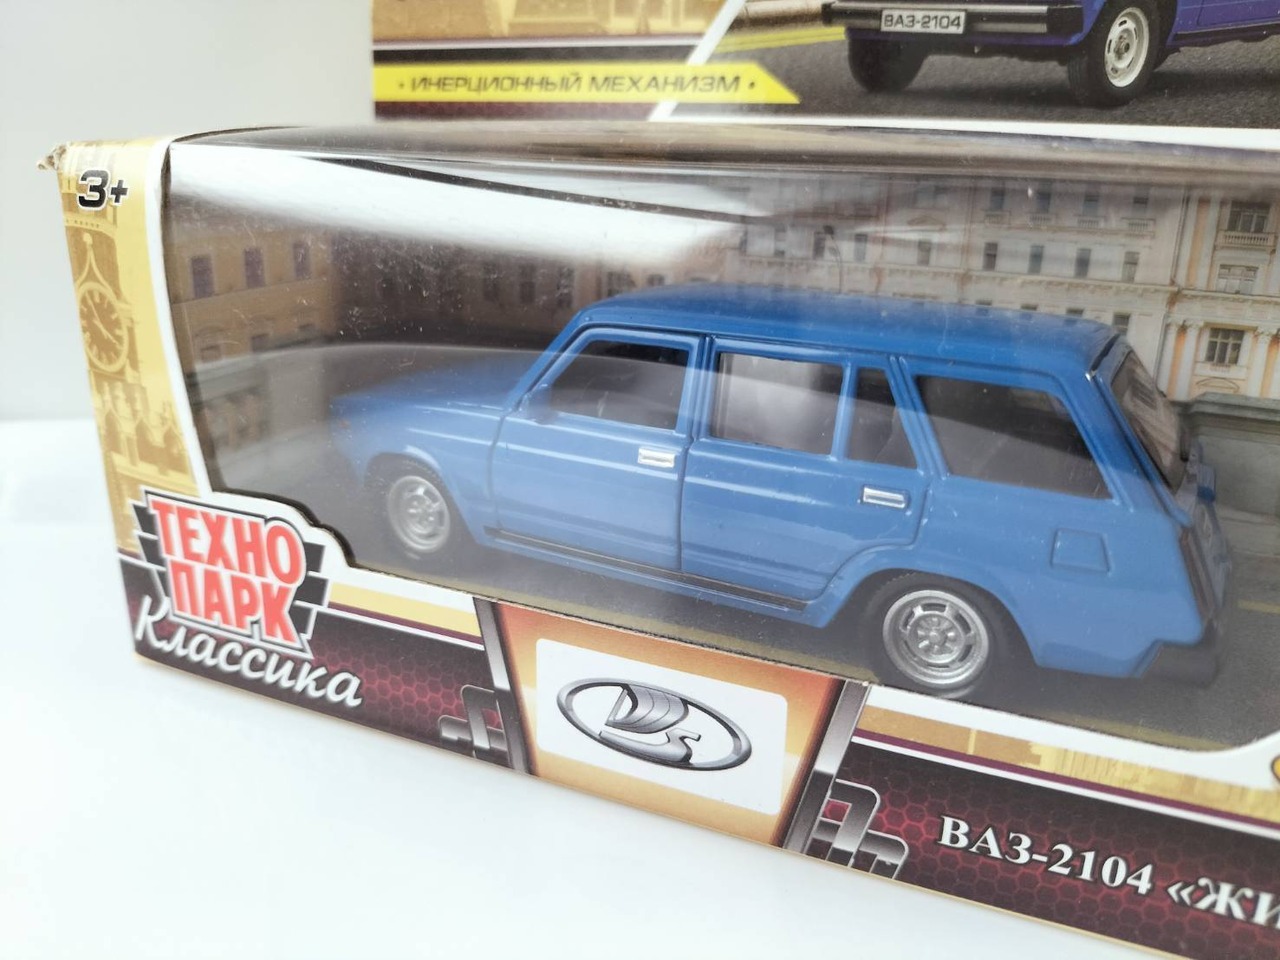 ВАЗ-2104
• ИНЕРЦИОННЫЙ МЕХАНИЗМ •
3+
ТЕХНО
ПАРК
Классика
ВАЗ-2104 «ЖИ